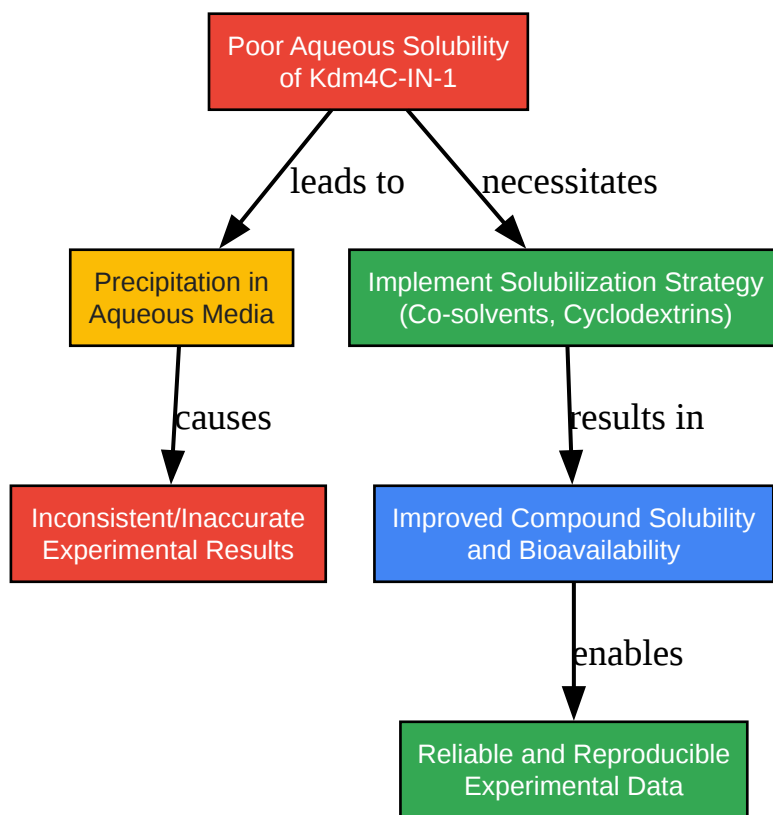 Poor Aqueous Solubility
of Kdm4C-IN-1
leads to
necessitates
Precipitation in
Aqueous Media
Implement Solubilization Strategy
(Co-solvents, Cyclodextrins)
causes
results in
Inconsistent/Inaccurate
Experimental Results
Improved Compound Solubility
and Bioavailability
enables
Reliable and Reproducible
Experimental Data